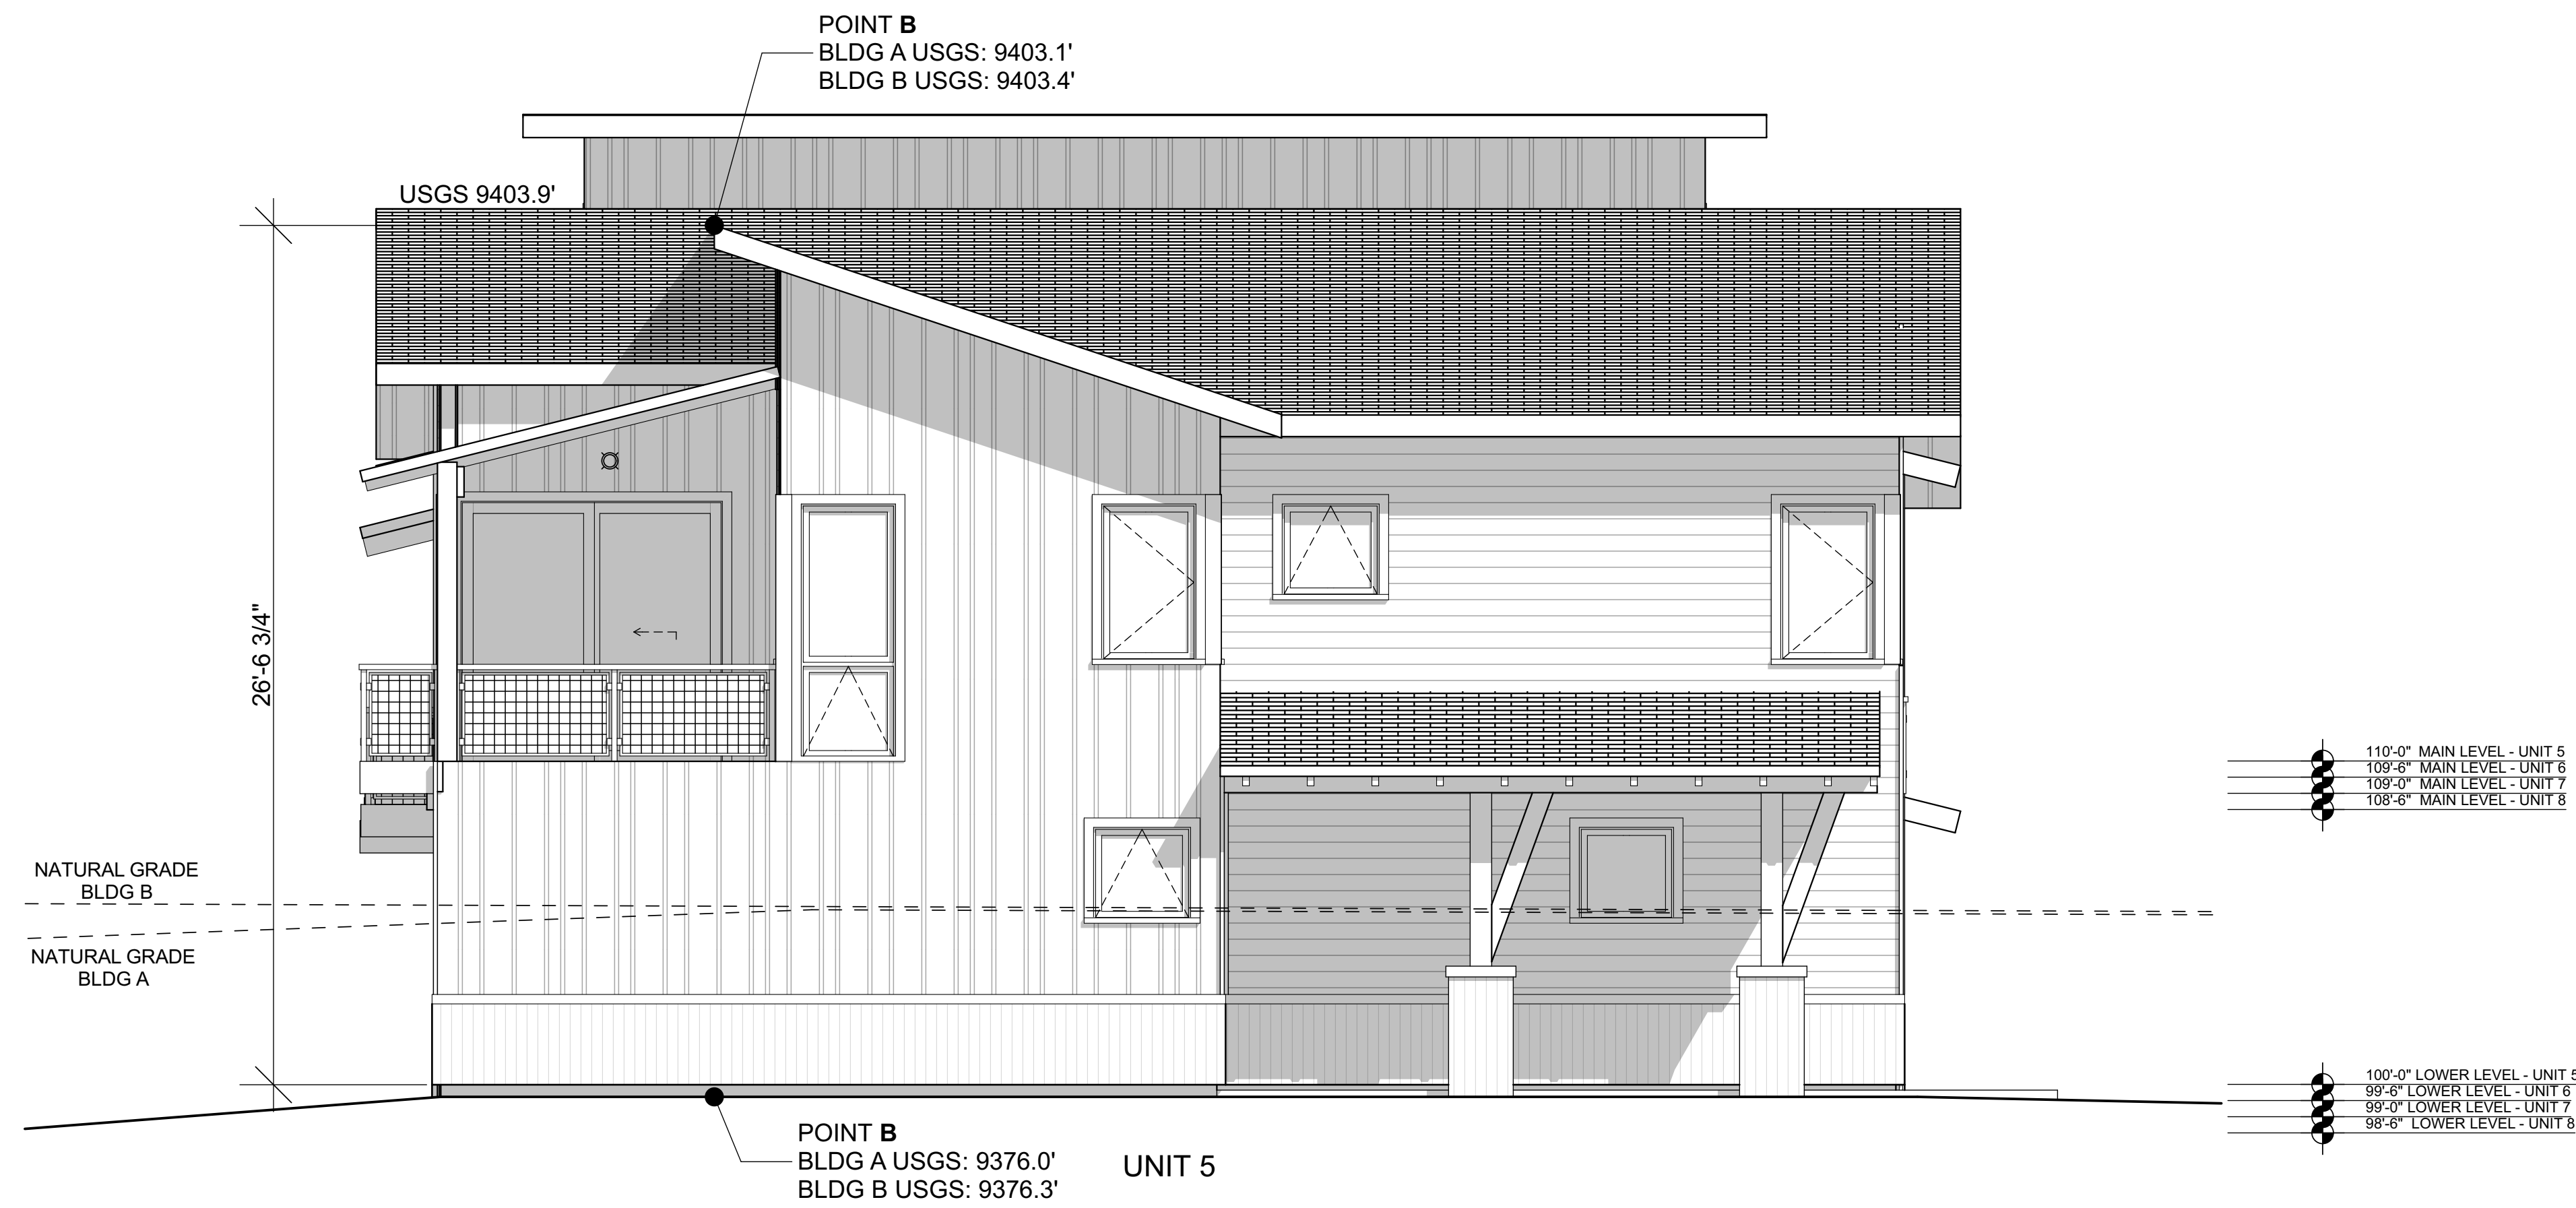 POINT B
BLDG A USGS: 9403.1'
BLDG B USGS: 9403.4'
USGS 9403.9'
26'-6 3/4"
110'-0" MAIN LEVEL - UNIT 5
109'-6" MAIN LEVEL - UNIT 6
109'-0" MAIN LEVEL - UNIT 7
108'-6" MAIN LEVEL - UNIT 8
NATURAL GRADE
BLDG B
NATURAL GRADE
BLDG A
100'-0" LOWER LEVEL - UNIT 5
99'-6" LOWER LEVEL - UNIT 6
99'-0" LOWER LEVEL - UNIT 7
98'-6" LOWER LEVEL - UNIT 8
POINT B
BLDG A USGS: 9376.0'
BLDG B USGS: 9376.3'
UNIT 5